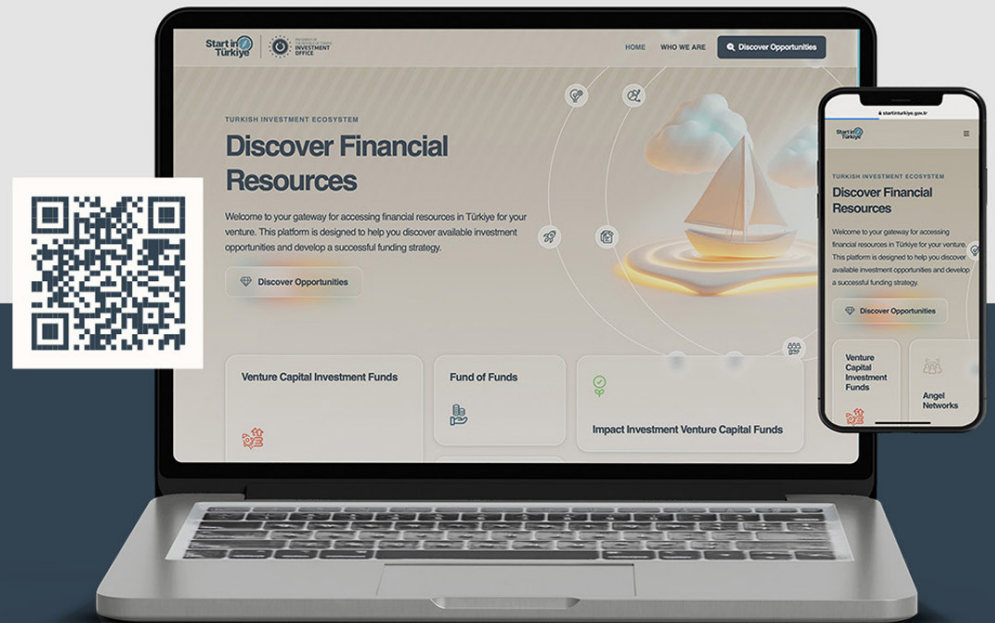 Start in
Türkiye
INVESTMENT
OFFICE
HOME
WHO WE ARE
Discover Opportunities
TURKISH INVESTMENT ECOSYSTEM
Discover Financial
Resources
Welcome to your gateway for accessing financial resources in Türkiye for your
venture. This platform is designed to help you discover available investment
opportunities and develop a successful funding strategy.
Discover Opportunities
Venture Capital Investment Funds
Fund of Funds
Impact Investment Venture Capital Funds
startinturkiye.gov.tr
Start in
Türkiye
TURKISH INVESTMENT ECOSYSTEM
Discover Financial
Resources
Welcome to your gateway for accessing
financial resources in Türkiye for your venture.
This platform is designed to help you discover
available investment opportunities and develop
a successful funding strategy.
Discover Opportunities
Venture
Capital
Investment
Funds
Angel
Networks